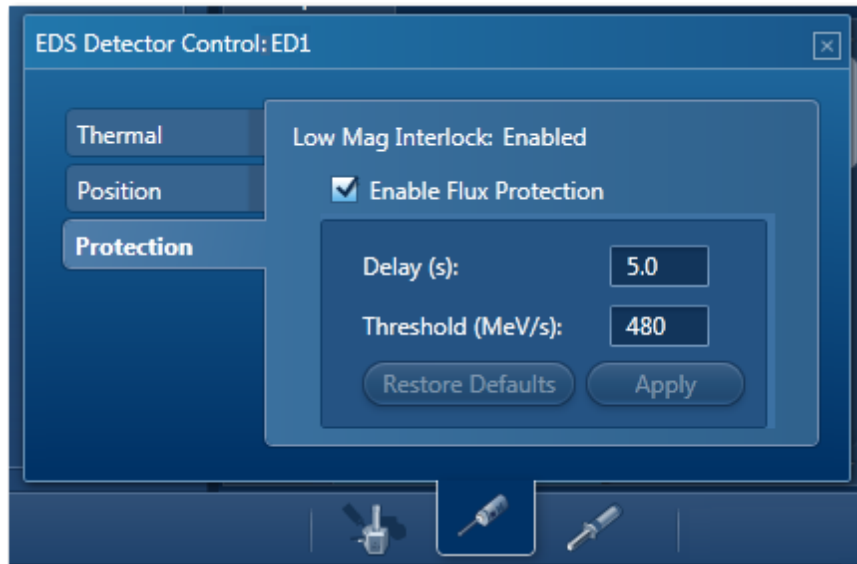 EDS Detector Control: ED1
Thermal
Position
Protection
Low Mag Interlock: Enabled
Enable Flux Protection
Delay (s): 5.0
Threshold (MeV/s): 480
Restore Defaults Apply